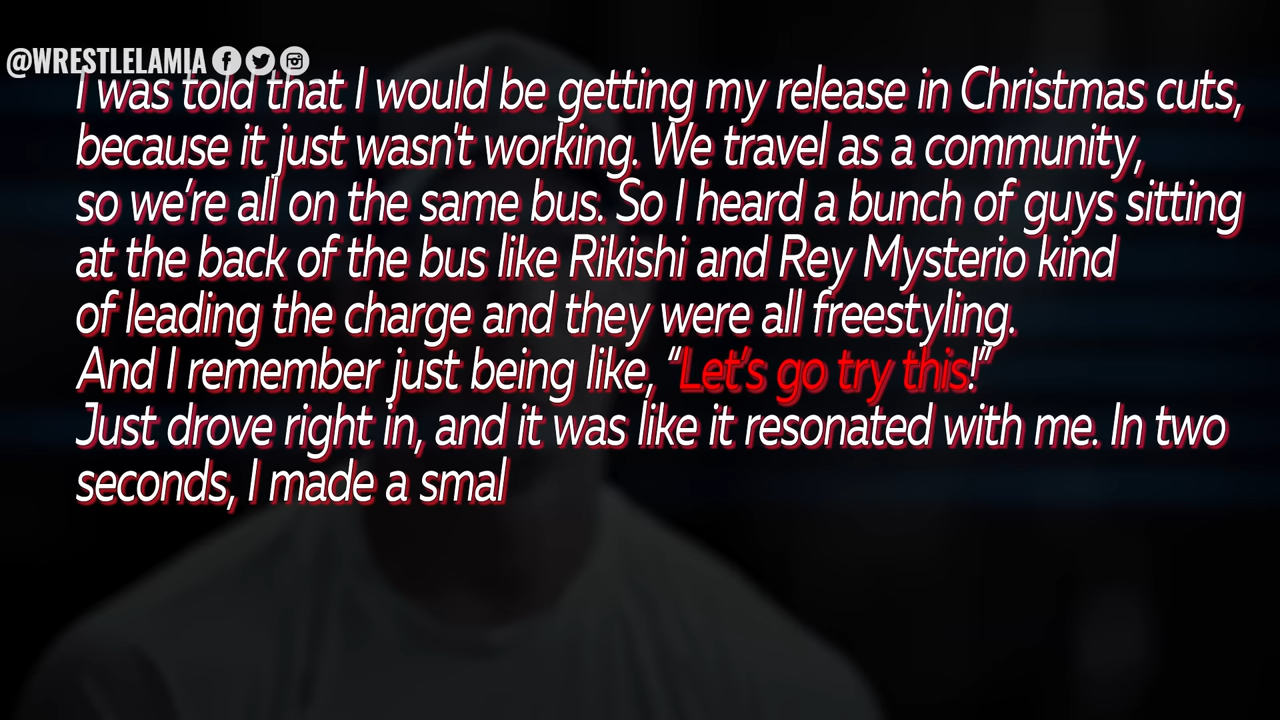 @WRESTLELAMIA
I was told that I would be getting my release in Christmas cuts,
because it just wasn't working. We travel as a community,
so we’re all on the same bus. So I heard a bunch of guys sitting
at the back of the bus like Rikishi and Rey Mysterio kind
of leading the charge and they were all freestyling.
And I remember just being like, “Let’s go try this!”
Just drove right in, and it was like it resonated with me. In two
seconds, I made a smal